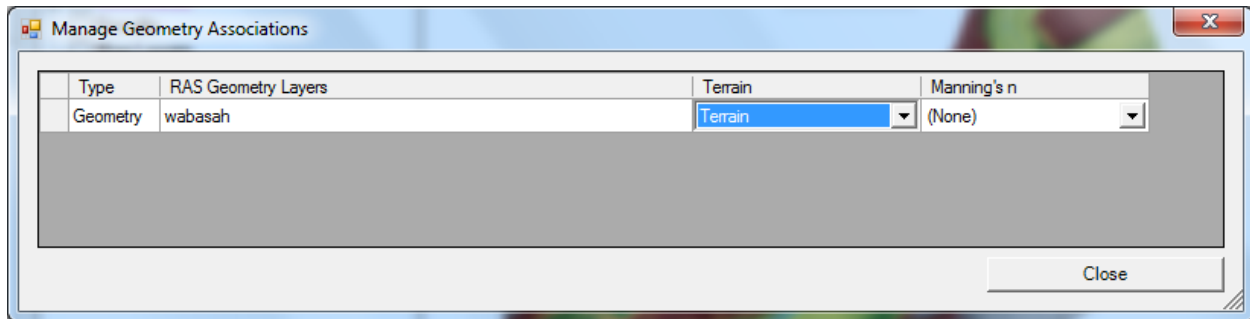 Manage Geometry Associations
Type RAS Geometry Layers Terrain Manning's n
Geometry wabasah Terrain (None)
Close